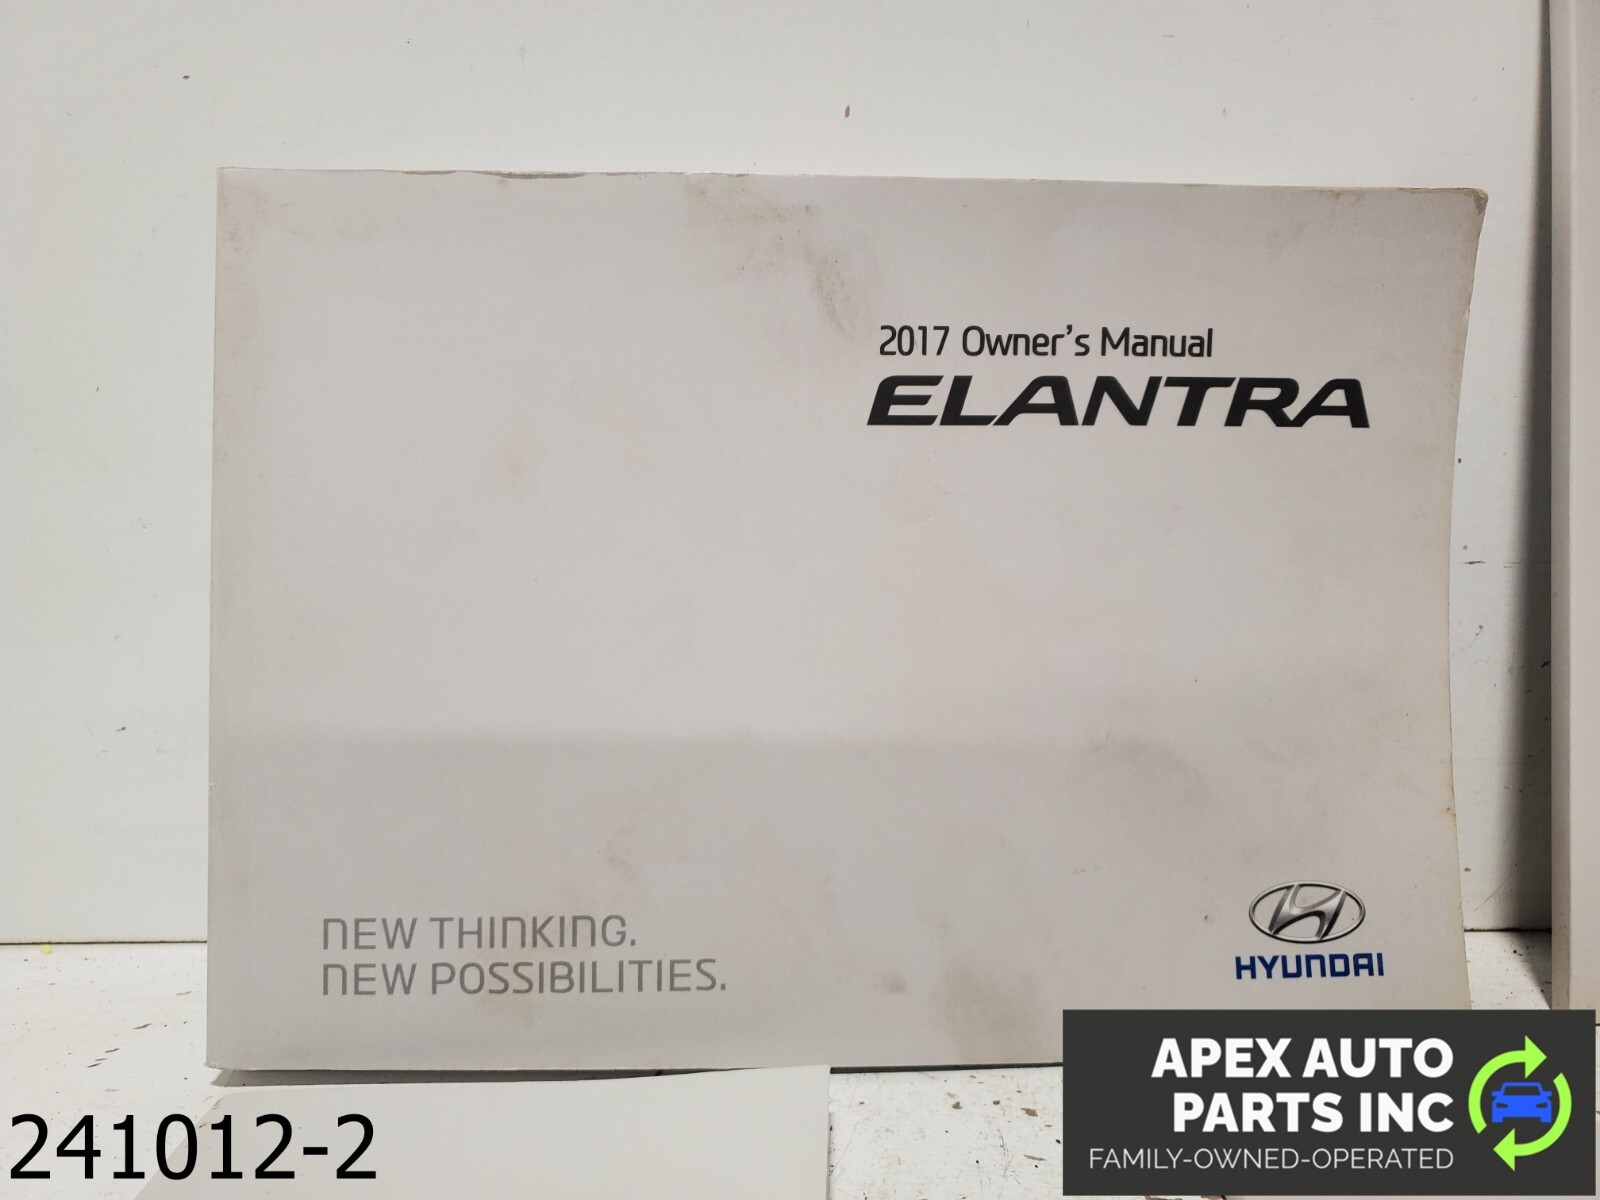 2017 Owner's Manual
ELANTRA
NEW THINKING.
NEW POSSIBILITIES.
HYUNDAI
241012-2
APEX AUTO
PARTS INC
FAMILY-OWNED-OPERATED